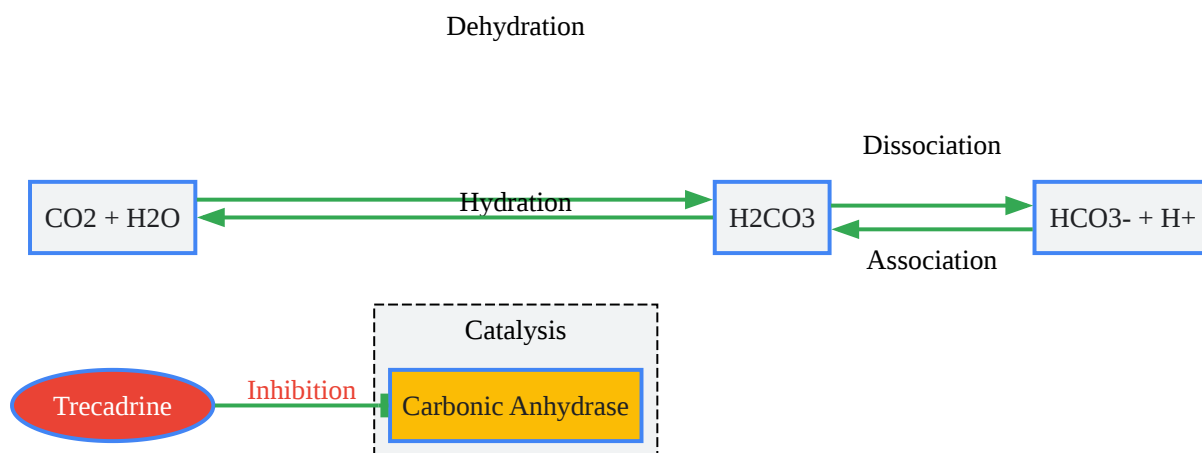 Dehydration
Dissociation
CO2 + H2O
Hydration
H2CO3
HCO3- + H+
Association
Catalysis
Trecadrine
Inhibition
Carbonic Anhydrase